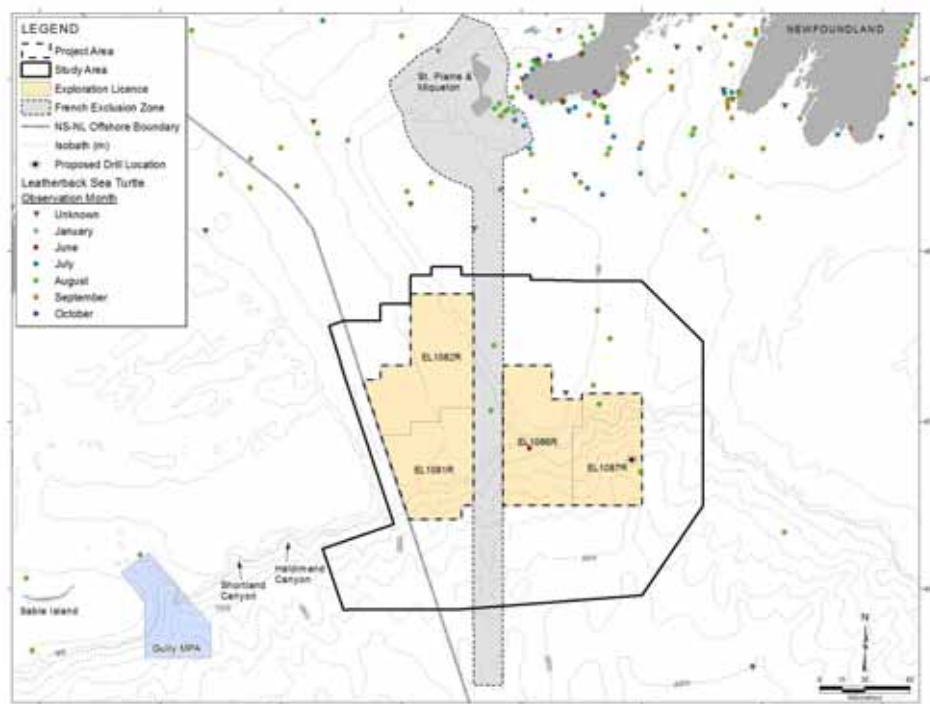 LEGEND
Project Area
Study Area
Exploration Licence
French Exclusion Zone
NS-NL Offshore Boundary
Isobath (m)
Proposed Drill Location
Leatherback Sea Turtle
Observation Month
Unknown
January
June
July
August
September
October
NEWFOUNDLAND
St. Pierre &
Miquelon
EL1082R
EL1086R
EL1081R
EL1087R
Haldimand
Canyon
Shortland
Canyon
Sable Island
Gully MPA
N
Kilometres